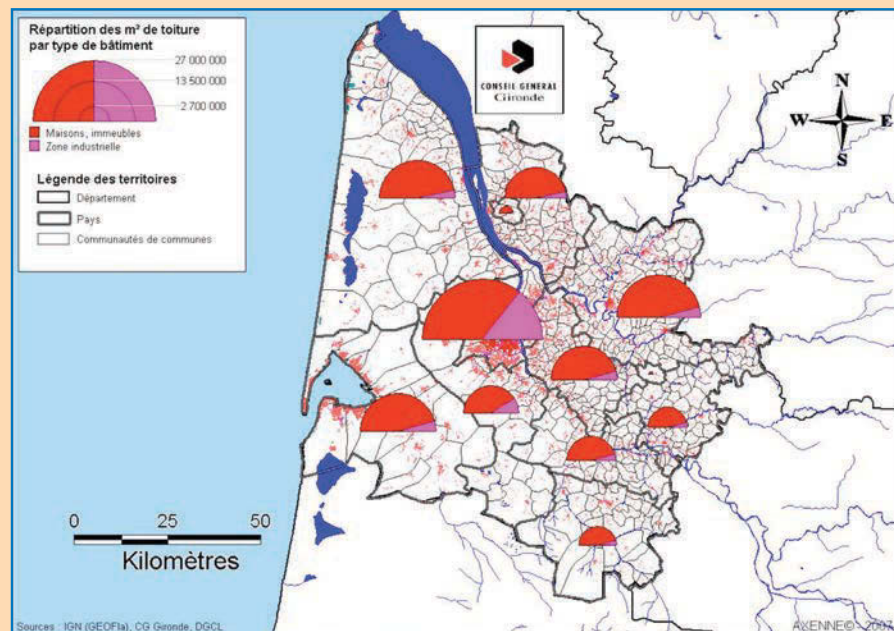 Répartition des m² de toiture
par type de bâtiment
27 000 000
13 500 000
2 700 000
Maisons, immeubles
Zone industrielle
Légende des territoires
Département
Pays
Communautés de communes
CONSEIL GENERAL
Gironde
N
W
E
S
0 25 50
Kilomètres
Sources : IGN (GEOFla), CG Gironde, DGCL
AXENNE© - 2007